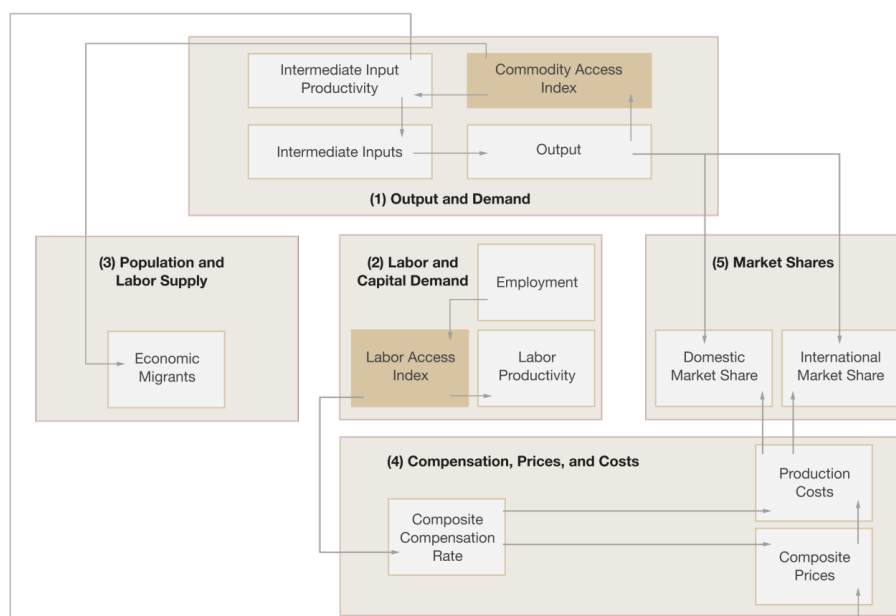 Intermediate Input
Productivity
Commodity Access
Index
Intermediate Inputs
Output
(1) Output and Demand
(3) Population and
Labor Supply
Economic
Migrants
(2) Labor and
Capital Demand
Employment
Labor Access
Index
Labor
Productivity
(5) Market Shares
Domestic
Market Share
International
Market Share
(4) Compensation, Prices, and Costs
Composite
Compensation
Rate
Production
Costs
Composite
Prices